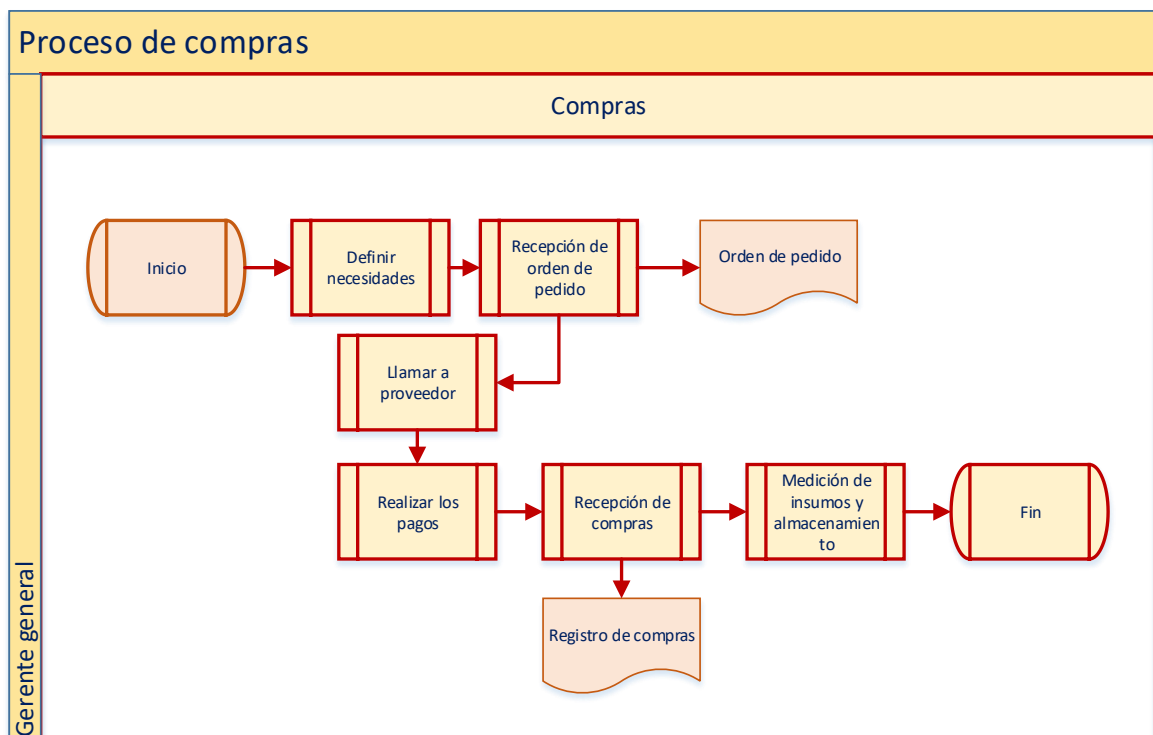 Proceso de compras
Compras
Gerente general
Inicio
Definir
necesidades
Recepción de
orden de
pedido
Orden de pedido
Llamar a
proveedor
Realizar los
pagos
Recepción de
compras
Medición de
insumos y
almacenamien
to
Fin
Registro de compras